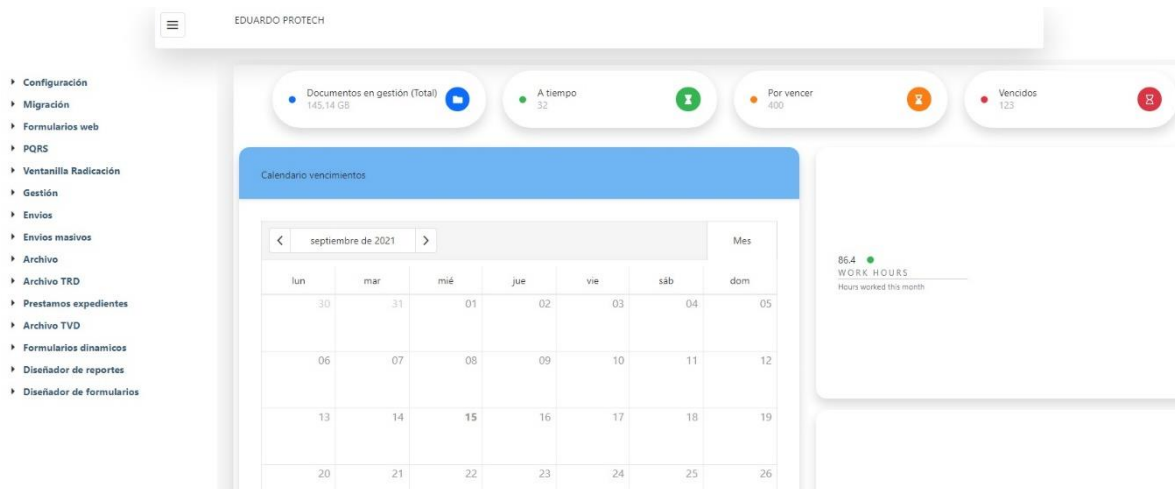 EDUARDO PROTECH
Configuración
Migración
Formularios web
PQRS
Ventanilla Radicación
Gestión
Envios
Envios masivos
Archivo
Archivo TRD
Prestamos expedientes
Archivo TVD
Formularios dinamicos
Diseñador de reportes
Diseñador de formularios
Documentos en gestión (Total)
145,14 GB
A tiempo
32
Por vencer
400
Vencidos
123
Calendario vencimientos
septiembre de 2021
Mes
lun mar mié jue vie sáb dom
30 31 01 02 03 04 05
06 07 08 09 10 11 12
13 14 15 16 17 18 19
20 21 22 23 24 25 26
86.4
WORK HOURS
Hours worked this month